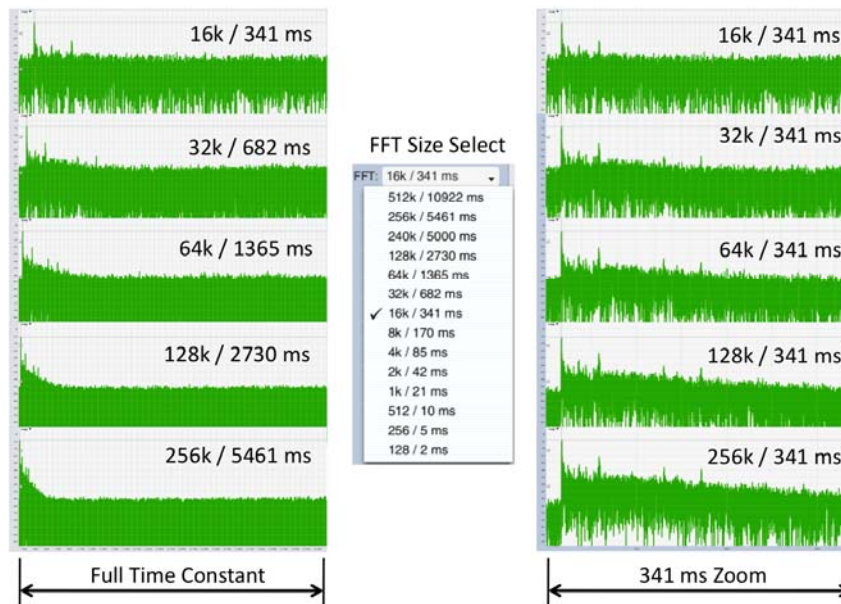 16k / 341 ms
32k / 682 ms
64k / 1365 ms
128k / 2730 ms
256k / 5461 ms
Full Time Constant
FFT Size Select
FFT: 16k / 341 ms
512k / 10922 ms
256k / 5461 ms
240k / 5000 ms
128k / 2730 ms
64k / 1365 ms
32k / 682 ms
✓ 16k / 341 ms
8k / 170 ms
4k / 85 ms
2k / 42 ms
1k / 21 ms
512 / 10 ms
256 / 5 ms
128 / 2 ms
16k / 341 ms
32k / 341 ms
64k / 341 ms
128k / 341 ms
256k / 341 ms
341 ms Zoom